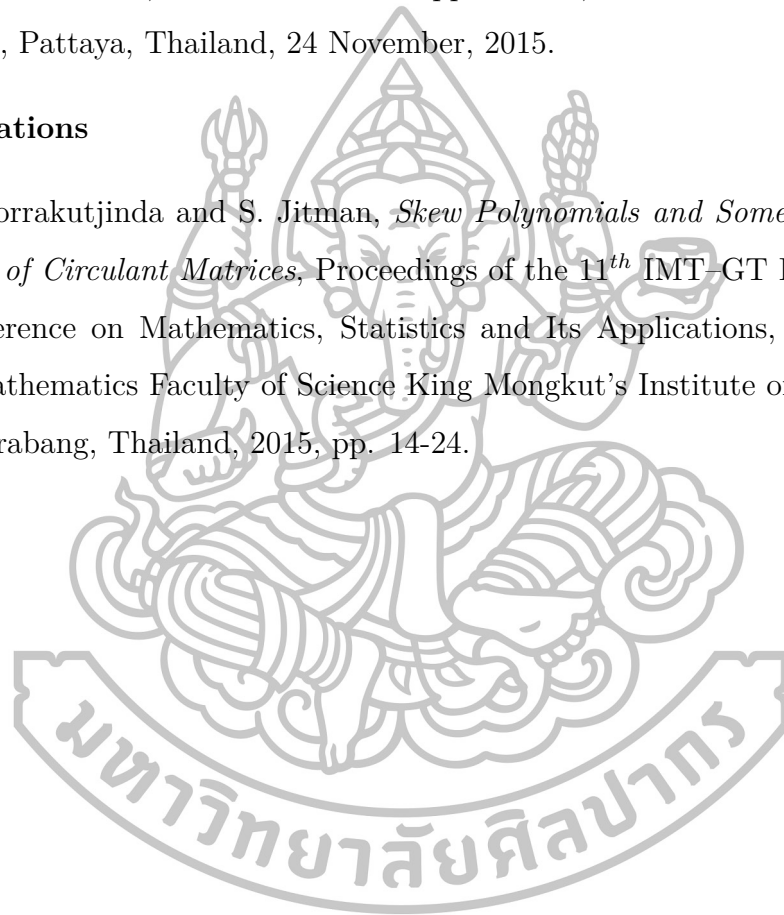 , Pattaya, Thailand, 24 November, 2015.
ations
orrakutjinda and S. Jitman, Skew Polynomials and Some
of Circulant Matrices, Proceedings of the 11th IMT–GT
erence on Mathematics, Statistics and Its Applications,
athematics Faculty of Science King Mongkut's Institute o
rabang, Thailand, 2015, pp. 14-24.
มหาวิทยาลัยศิลปากร